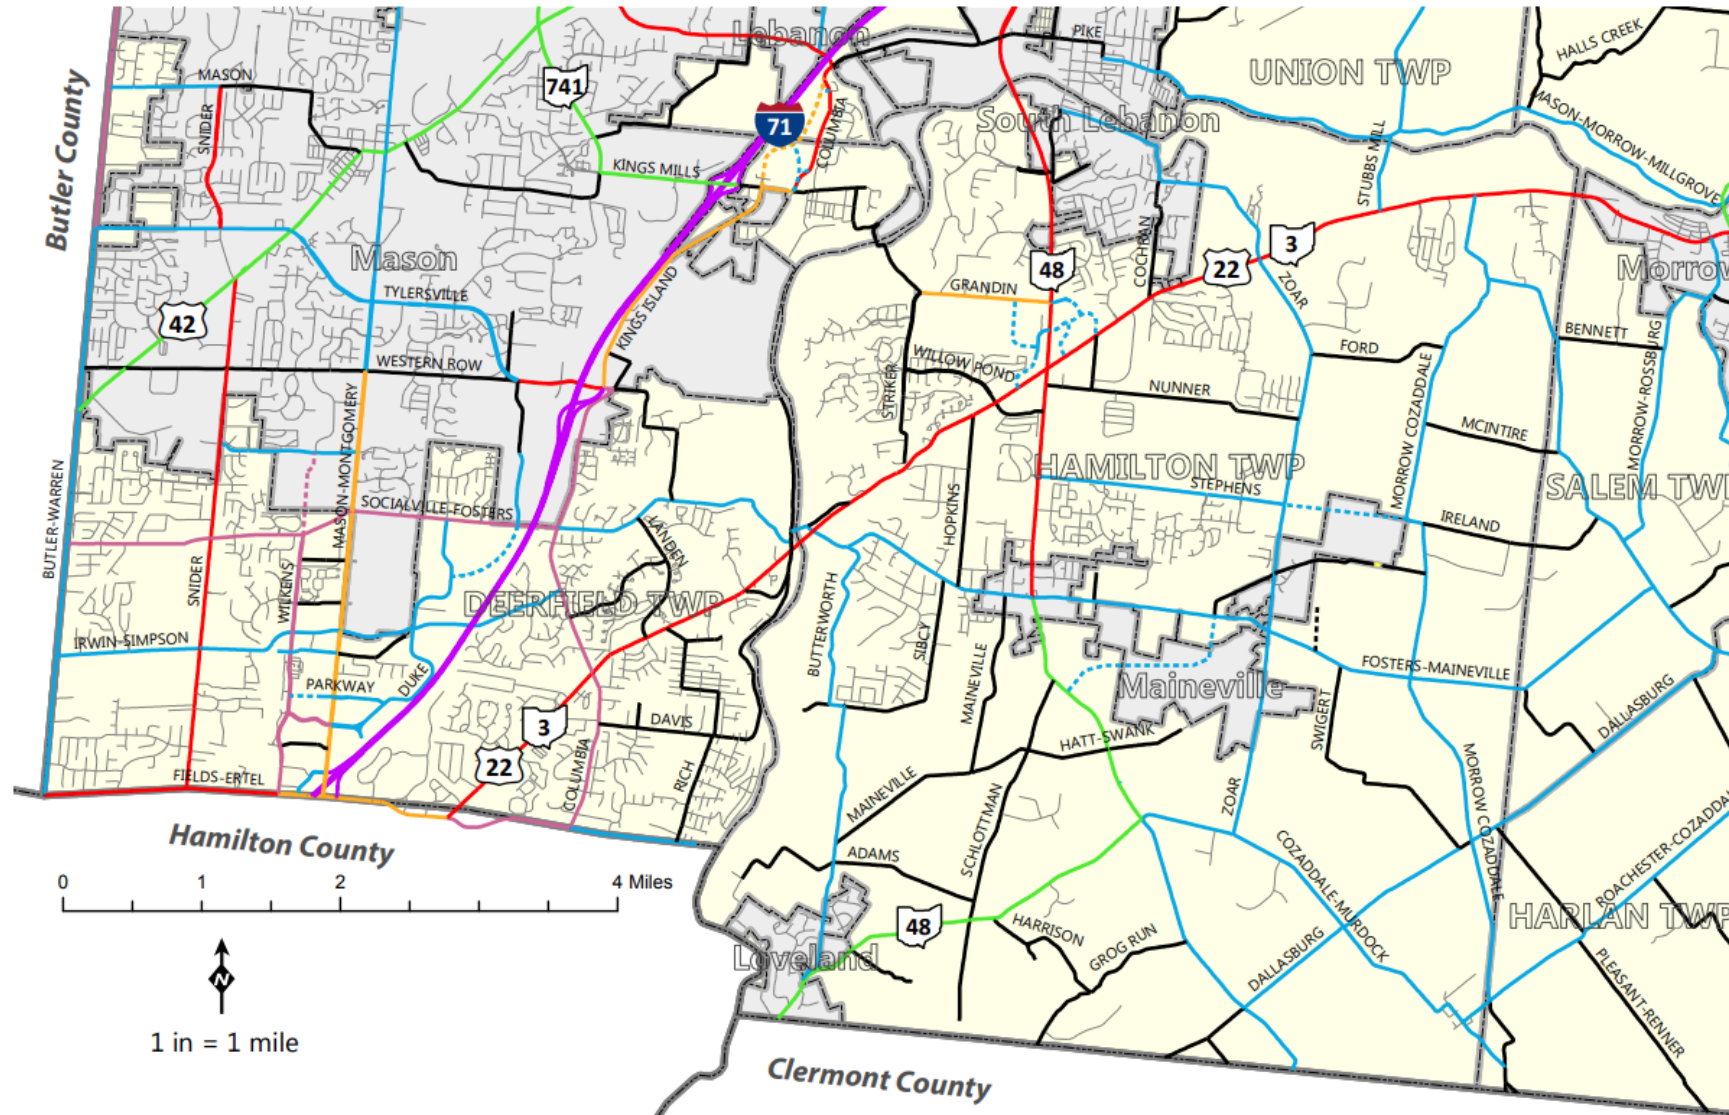 Lebanon
PIKE
HALLS CREEK
UNION TWP
MASON
741
SNIDER
COLUMBIA
71
South Lebanon
MASON-MORROW-MILLGROVE
STUBBS MILL
KINGS MILLS
Butler County
COCHRAN
Mason
3
48
22
Morrow
ZOAR
GRANDIN
TYLERSVILLE
KINGS ISLAND
42
BENNETT
FORD
WESTERN ROW
WILLOW POND
STRIKER
NUNNER
MORROW COZADDALE
MORROW-ROSSBURG
MCINTIRE
MASON-MONTGOMERY
HAMILTON TWP
STEPHENS
SALEM TWP
BUTLER-WARREN
SOCIALVILLE-FOSTERS
HOPKINS
IRELAND
LANDEN
SNIDER
WILKENS
DEERFIELD TWP
BUTTERWORTH
SIBCY
IRWIN-SIMPSON
FOSTERS-MAINEVILLE
PARKWAY
DUKE
MAINEVILLE
Maineville
DALLASBURG
SWIGERT
3
DAVIS
HATT-SWANK
22
COLUMBIA
RICH
FIELDS-ERTEL
MAINEVILLE
ZOAR
MORROW COZADDALE
SCHLOTTMAN
Hamilton County
ADAMS
COZADDALE-MURDOCK
ROACHESTER-COZADDA
0 1 2 4 Miles
48
HARRISON
HARLAN TWP
GROG RUN
DALLASBURG
Loveland
PLEASANT-RENNER
N
1 in = 1 mile
Clermont County